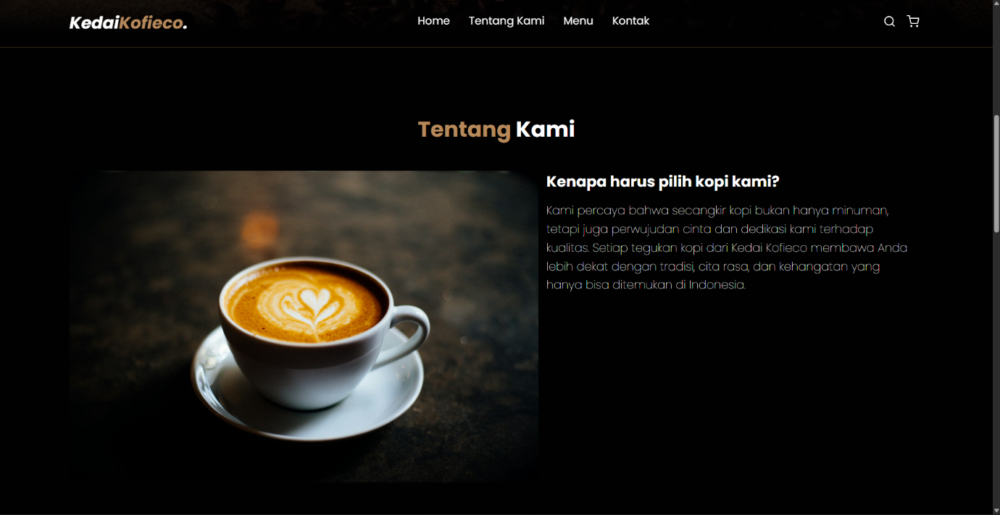 KedaiKofieco.
Home Tentang Kami Menu Kontak
Tentang Kami
Kenapa harus pilih kopi kami?
Kami percaya bahwa secangkir kopi bukan hanya minuman,
tetapi juga perwujudan cinta dan dedikasi kami terhadap
kualitas. Setiap tegukan kopi dari Kedai Kofieco membawa Anda
lebih dekat dengan tradisi, cita rasa, dan kehangatan yang
hanya bisa ditemukan di Indonesia.